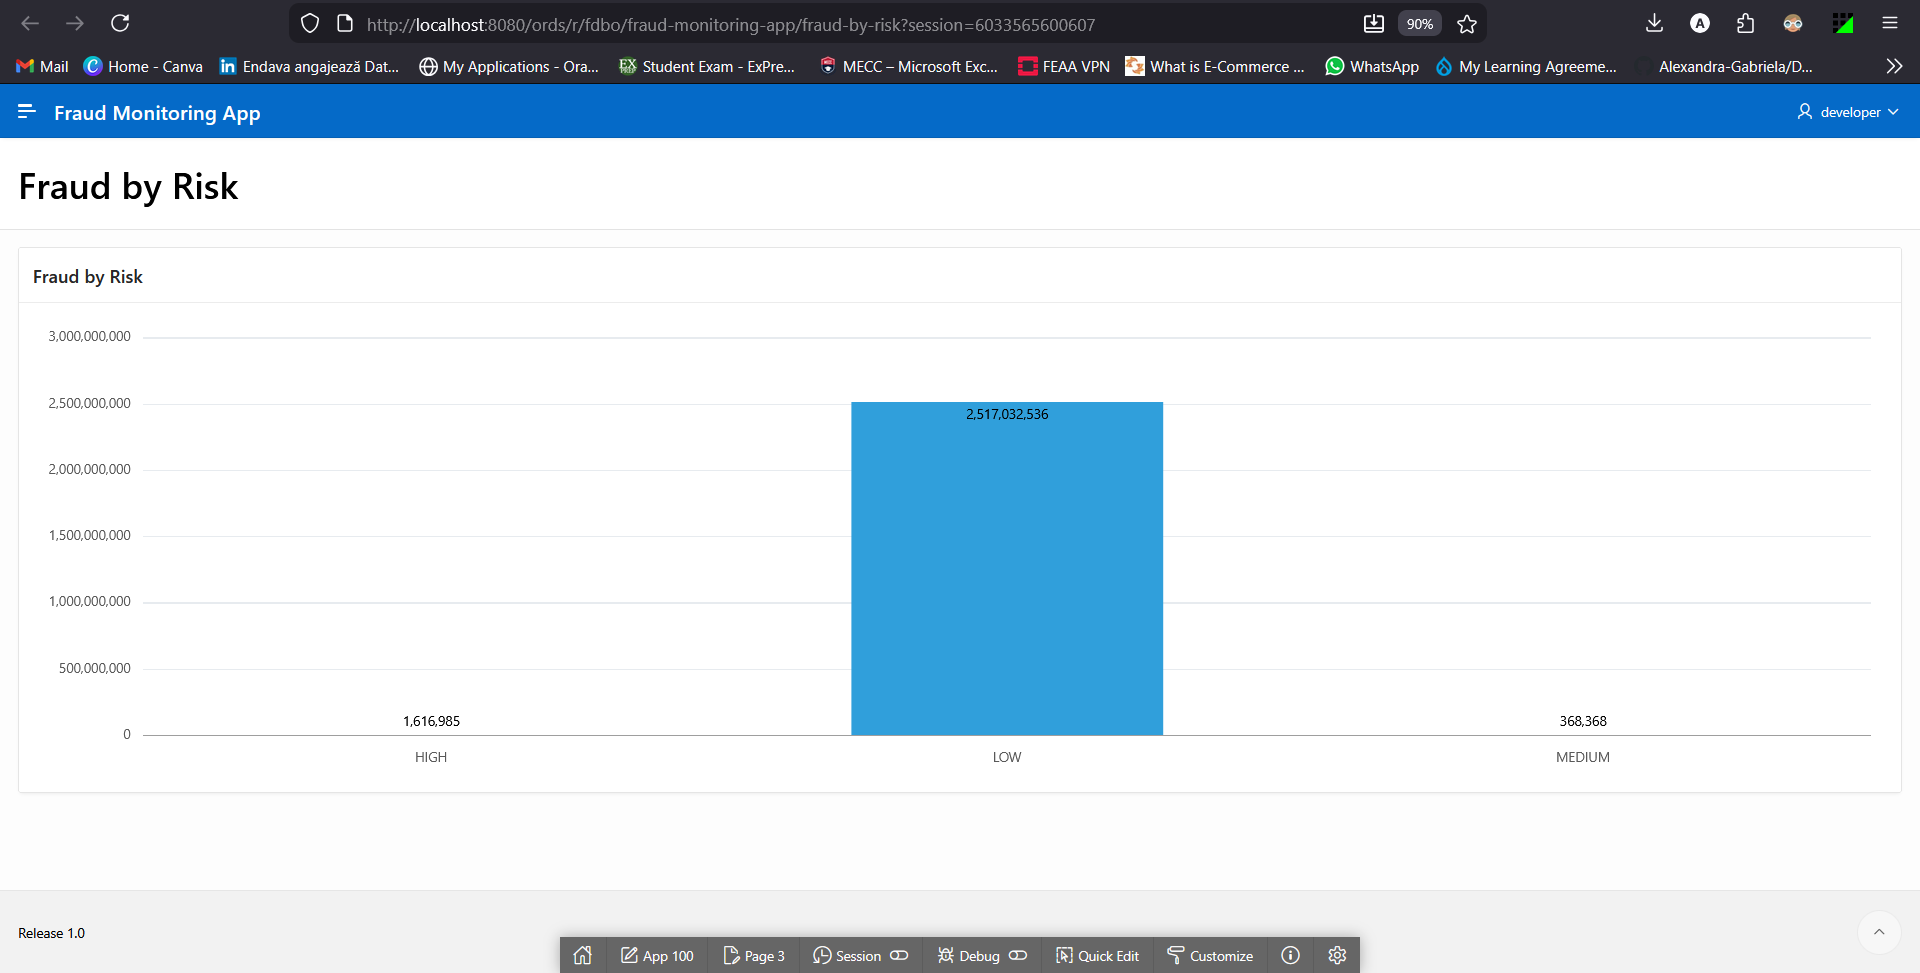 http://localhost:8080/ords/r/fdbo/fraud-monitoring-app/fraud-by-risk?session=6033565600607
90%
A
Mail
Home - Canva
Endava angajează Dat...
My Applications - Ora...
Student Exam - ExPre...
MECC – Microsoft Exc...
FEAA VPN
What is E-Commerce ...
WhatsApp
My Learning Agreeme...
Alexandra-Gabriela/D...
Fraud Monitoring App
developer
Fraud by Risk
Fraud by Risk
3,000,000,000
2,500,000,000
2,517,032,536
2,000,000,000
1,500,000,000
1,000,000,000
500,000,000
1,616,985
368,368
0
HIGH
LOW
MEDIUM
Release 1.0
App 100
Page 3
Session
Debug
Quick Edit
Customize